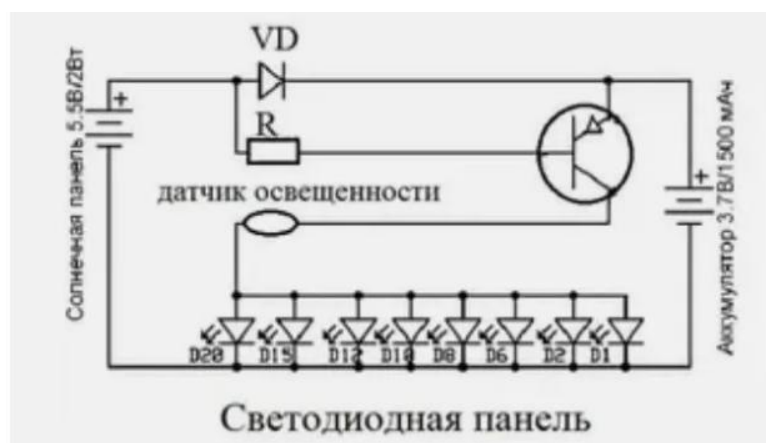 VD
R
датчик освещенности
Солнечная панель 5.5В/2Вт
+
+
Аккумулятор 3.7В/1500 мАч
D20 D15 D12 D10 D8 D6 D2 D1
Светодиодная панель